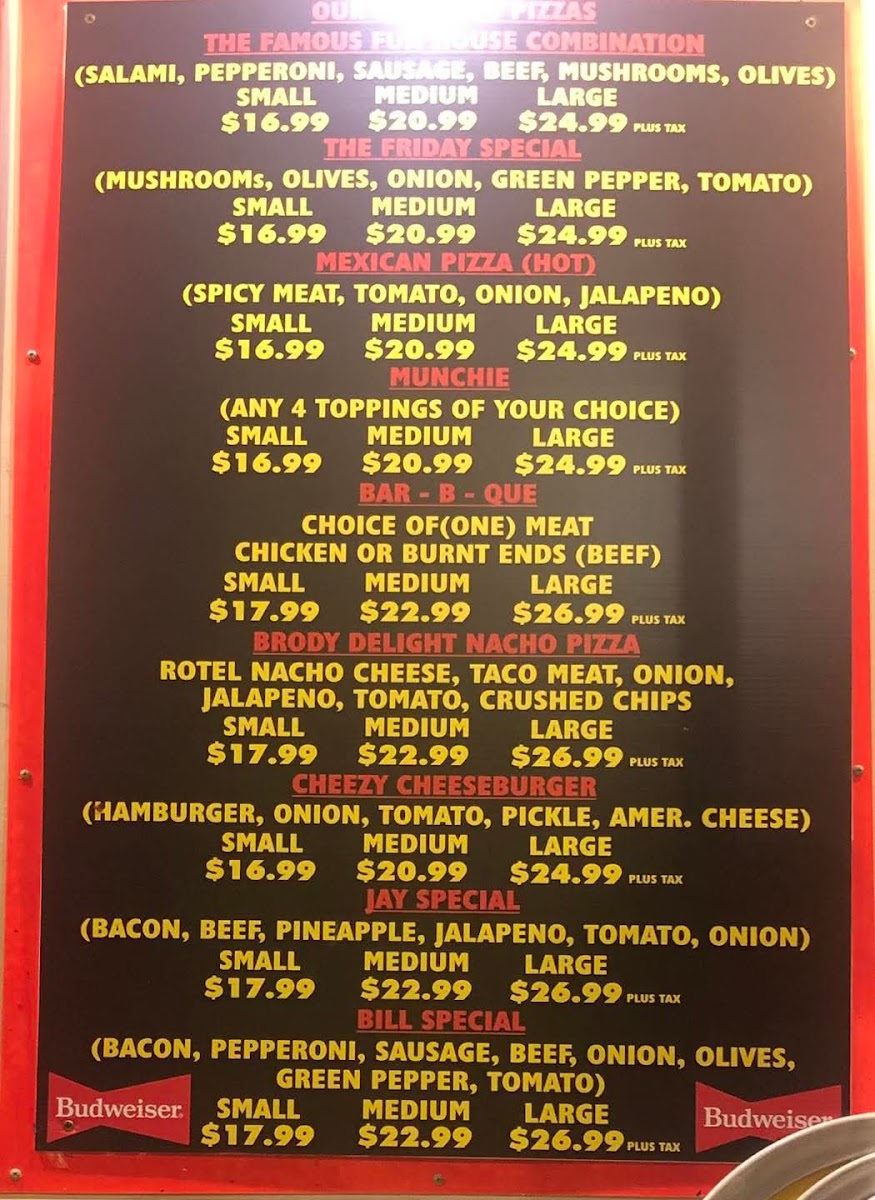 OUR PIZZAS
THE FAMOUS FUN HOUSE COMBINATION
(SALAMI, PEPPERONI, SAUSAGE, BEEF, MUSHROOMS, OLIVES)
SMALL MEDIUM LARGE
$16.99 $20.99 $24.99 PLUS TAX
THE FRIDAY SPECIAL
(MUSHROOMs, OLIVES, ONION, GREEN PEPPER, TOMATO)
SMALL MEDIUM LARGE
$16.99 $20.99 $24.99 PLUS TAX
MEXICAN PIZZA (HOT)
(SPICY MEAT, TOMATO, ONION, JALAPENO)
SMALL MEDIUM LARGE
$16.99 $20.99 $24.99 PLUS TAX
MUNCHIE
(ANY 4 TOPPINGS OF YOUR CHOICE)
SMALL MEDIUM LARGE
$16.99 $20.99 $24.99 PLUS TAX
BAR - B - QUE
CHOICE OF(ONE) MEAT
CHICKEN OR BURNT ENDS (BEEF)
SMALL MEDIUM LARGE
$17.99 $22.99 $26.99 PLUS TAX
BRODY DELIGHT NACHO PIZZA
ROTEL NACHO CHEESE, TACO MEAT, ONION,
JALAPENO, TOMATO, CRUSHED CHIPS
SMALL MEDIUM LARGE
$17.99 $22.99 $26.99 PLUS TAX
CHEEZY CHEESEBURGER
(HAMBURGER, ONION, TOMATO, PICKLE, AMER. CHEESE)
SMALL MEDIUM LARGE
$16.99 $20.99 $24.99 PLUS TAX
JAY SPECIAL
(BACON, BEEF, PINEAPPLE, JALAPENO, TOMATO, ONION)
SMALL MEDIUM LARGE
$17.99 $22.99 $26.99 PLUS TAX
BILL SPECIAL
(BACON, PEPPERONI, SAUSAGE, BEEF, ONION, OLIVES,
GREEN PEPPER, TOMATO)
SMALL MEDIUM LARGE
$17.99 $22.99 $26.99 PLUS TAX
Budweiser
Budweiser